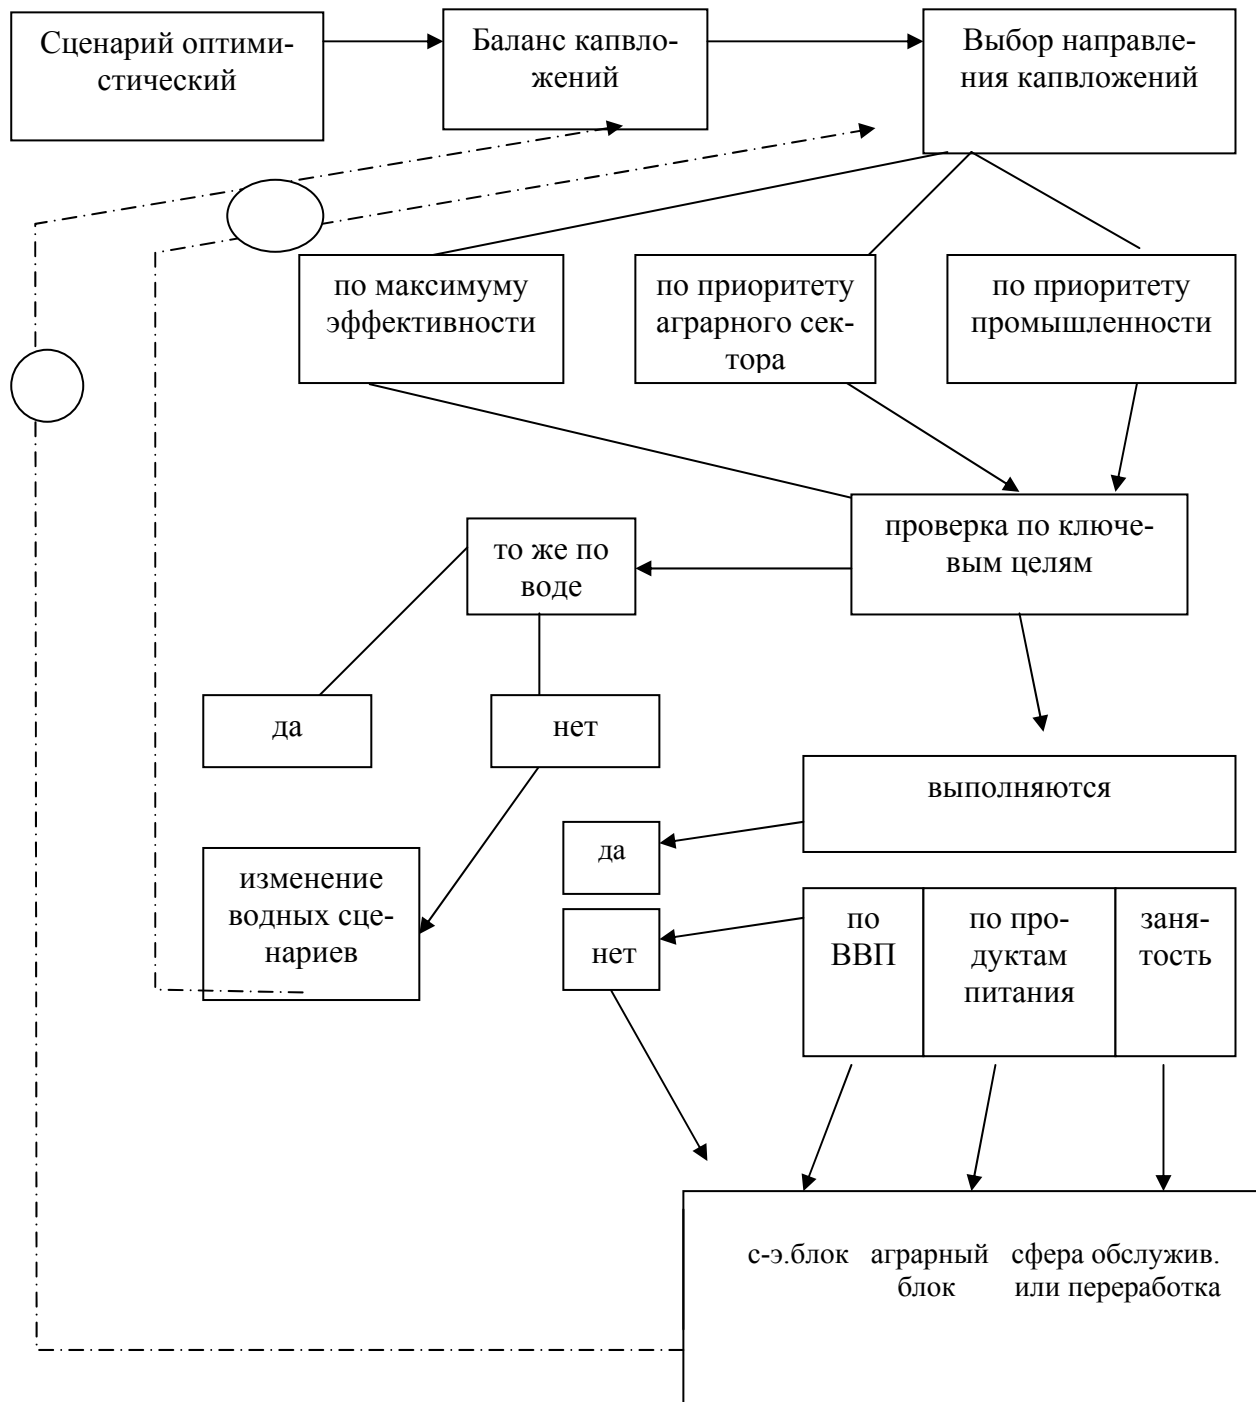 Сценарий оптими-
стический
Баланс капвло-
жений
Выбор направле-
ния капвложений
по максимуму
эффективности
по приоритету
аграрного сек-
тора
по приоритету
промышленности
то же по
воде
проверка по ключе-
вым целям
да
нет
выполняются
да
изменение
водных сце-
нариев
нет
по
ВВП
по про-
дуктам
питания
заня-
тость
с-э.блок
аграрный
блок
сфера обслужив.
или переработка